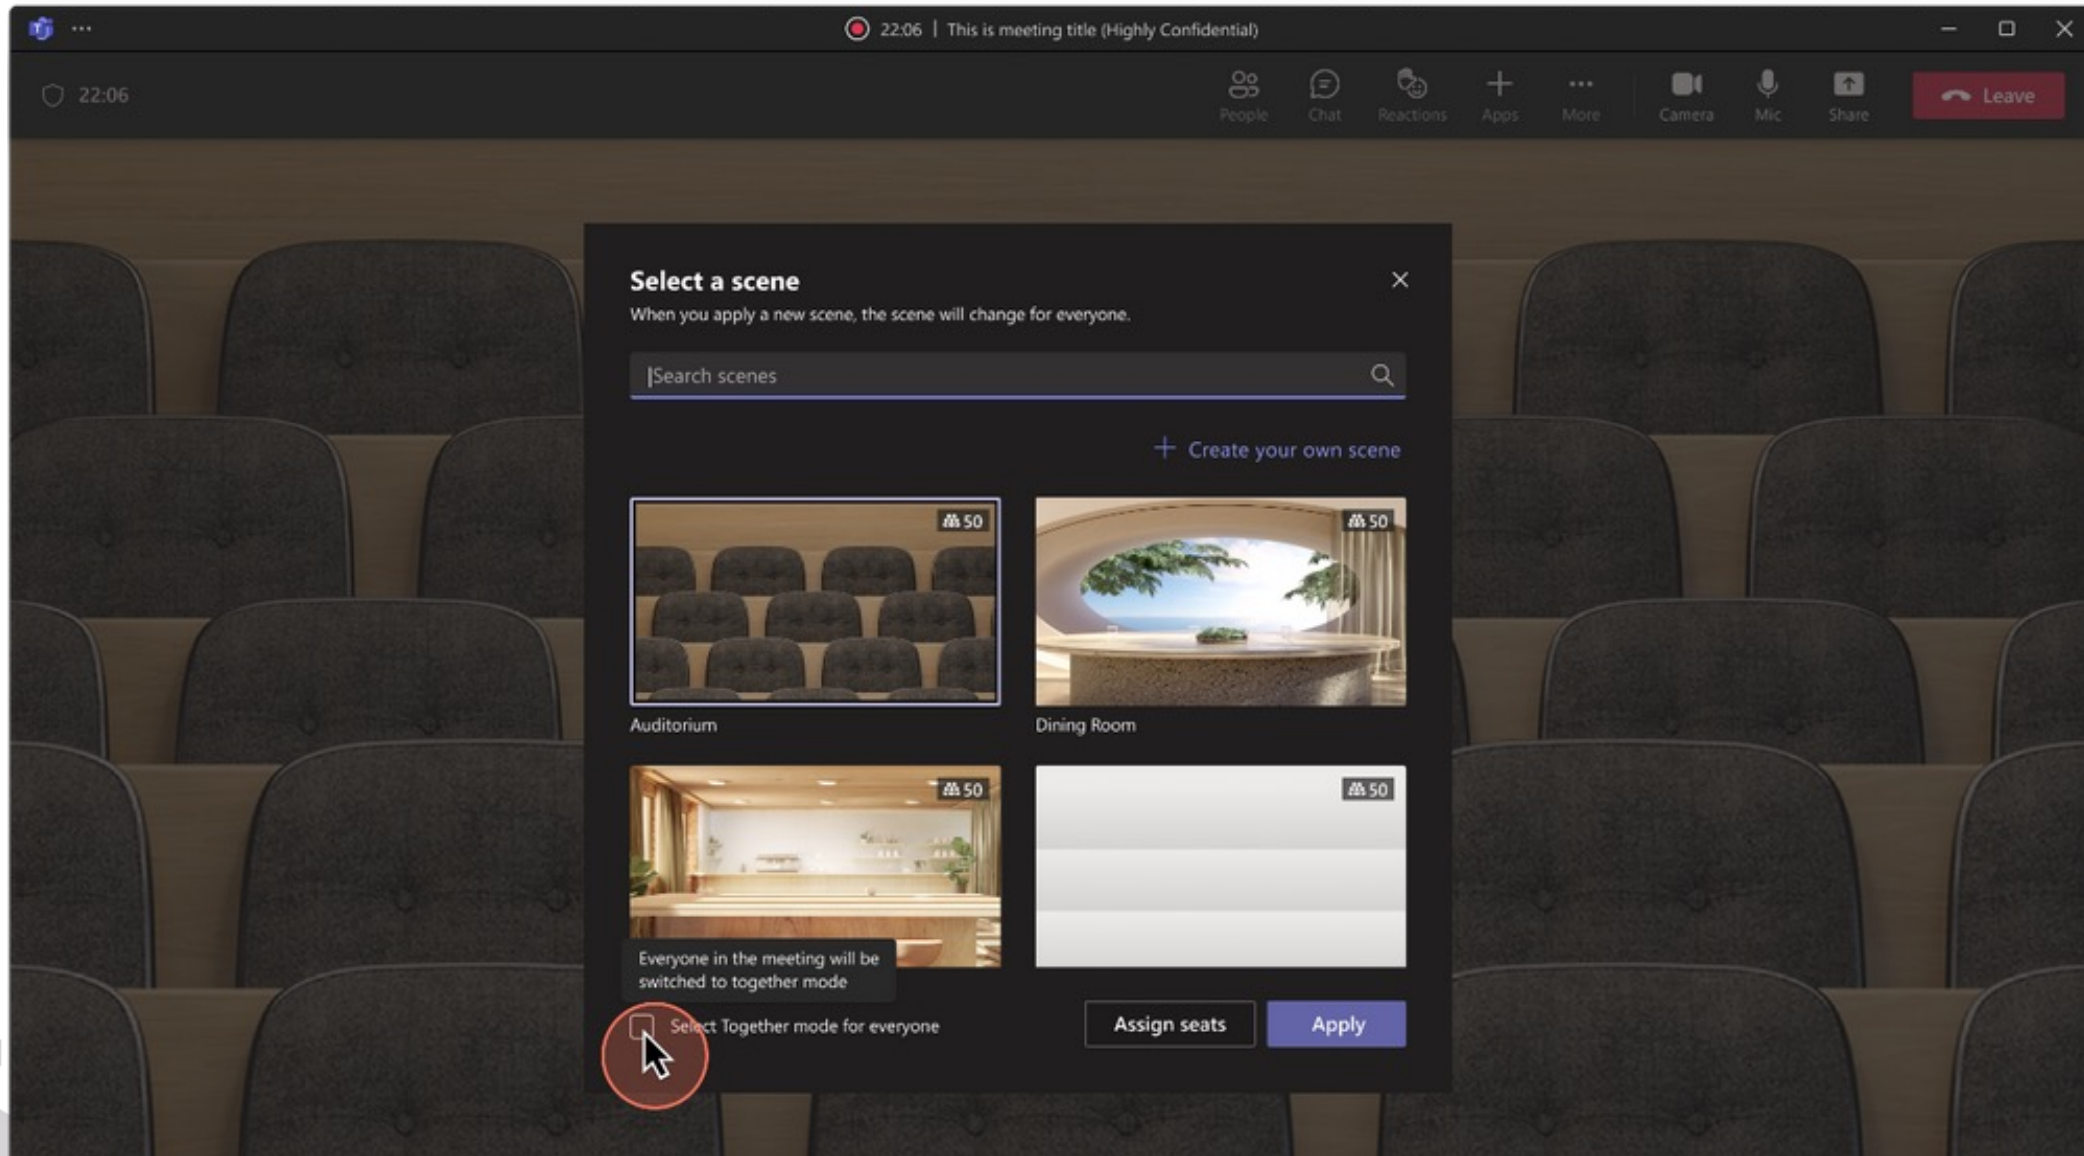 22:06 | This is meeting title (Highly Confidential)
22:06
People
Chat
Reactions
Apps
More
Camera
Mic
Share
Leave
Select a scene
When you apply a new scene, the scene will change for everyone.
Search scenes
+ Create your own scene
50
50
Auditorium
Dining Room
50
50
Everyone in the meeting will be
switched to together mode
Select Together mode for everyone
Assign seats
Apply